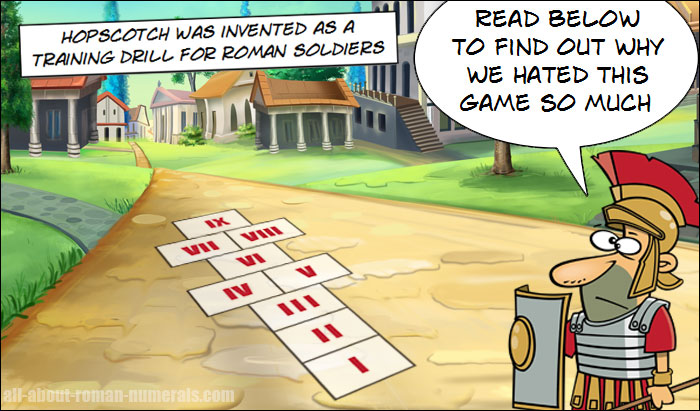 HOPSCOTCH WAS INVENTED AS A
TRAINING DRILL FOR ROMAN SOLDIERS
READ BELOW
TO FIND OUT WHY
WE HATED THIS
GAME SO MUCH
IX
VII VIII
VI
IV V
III
II
I
all-about-roman-numerals.com